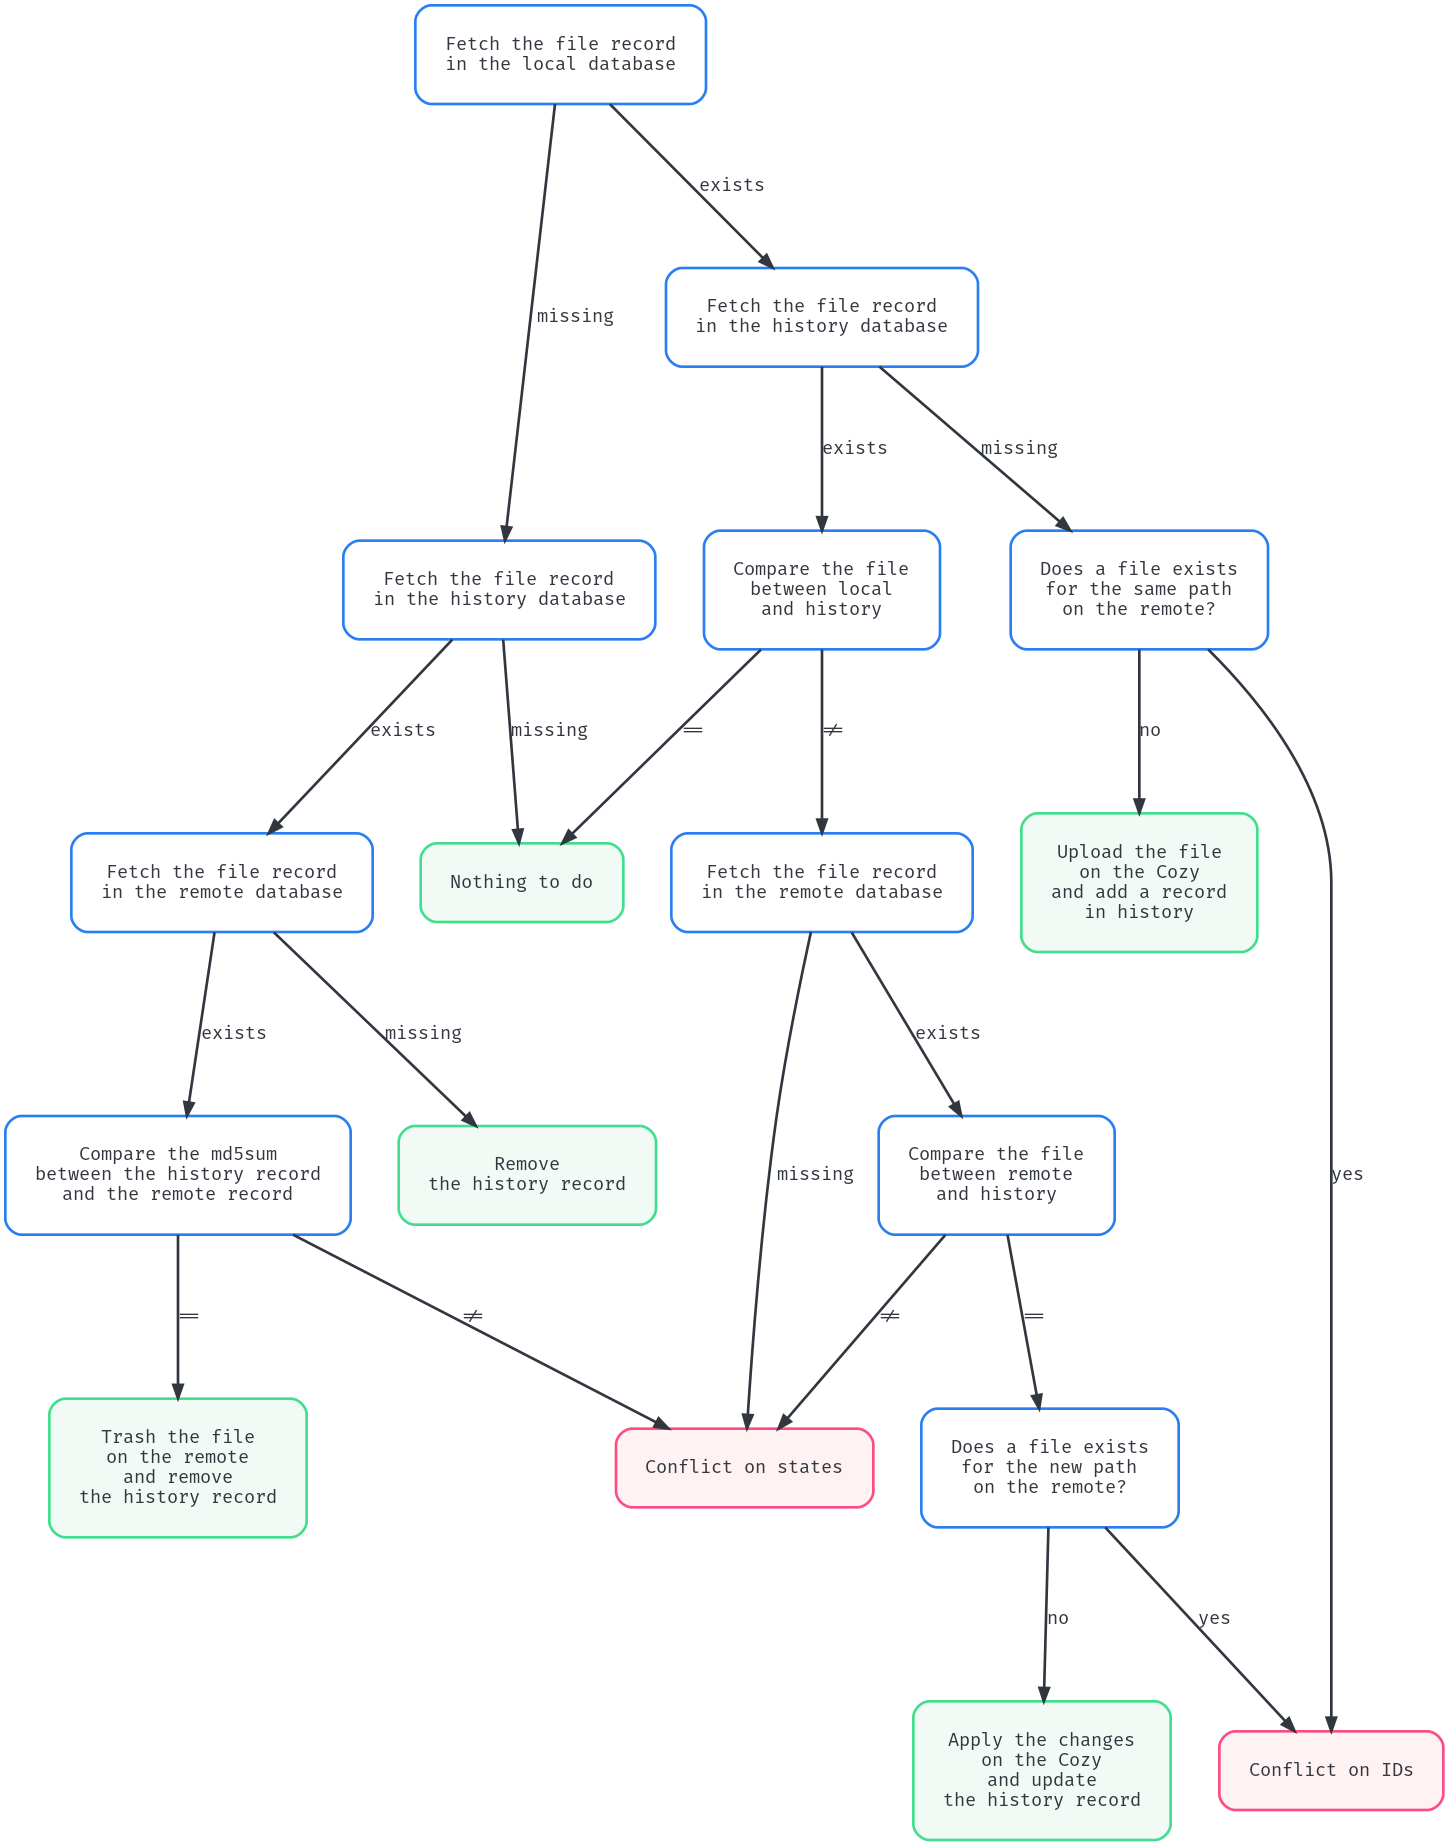 Fetch the file record
in the local database
exists
Fetch the file record
in the history database
missing
exists
missing
Fetch the file record
in the history database
Compare the file
between local
and history
Does a file exists
for the same path
on the remote?
exists
missing
=
≠
no
Fetch the file record
in the remote database
Nothing to do
Fetch the file record
in the remote database
Upload the file
on the Cozy
and add a record
in history
exists
missing
exists
Compare the md5sum
between the history record
and the remote record
Remove
the history record
missing
Compare the file
between remote
and history
yes
=
≠
≠
=
Trash the file
on the remote
and remove
the history record
Conflict on states
Does a file exists
for the new path
on the remote?
no
yes
Apply the changes
on the Cozy
and update
the history record
Conflict on IDs